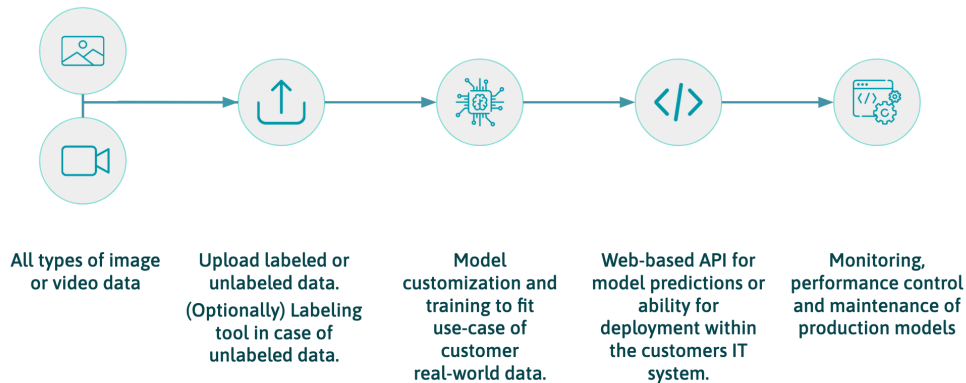 All types of image
or video data
Upload labeled or
unlabeled data.
(Optionally) Labeling
tool in case of
unlabeled data.
Model
customization and
training to fit
use-case of
customer
real-world data.
Web-based API for
model predictions or
ability for
deployment within
the customers IT
system.
Monitoring,
performance control
and maintenance of
production models